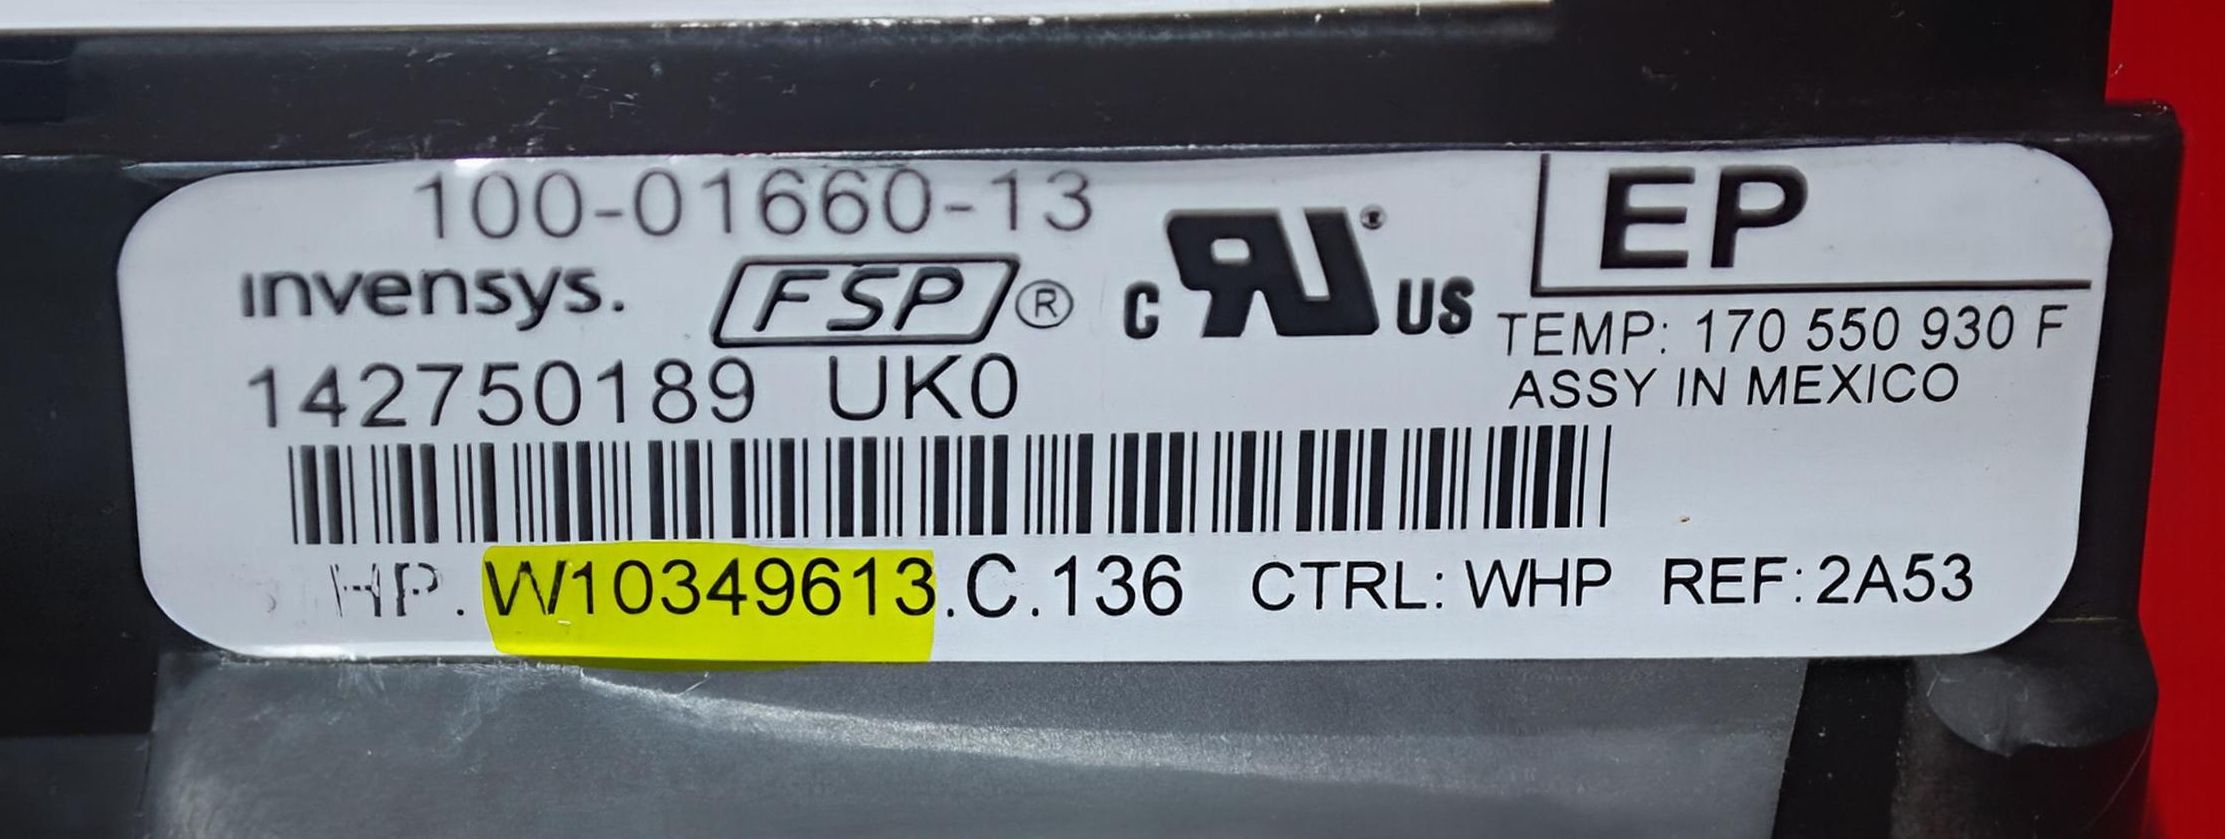 100-01660-13
invensys. FSP ® c RU ® US EP
TEMP: 170 550 930 F
142750189 UK0 ASSY IN MEXICO
HP. W10349613.C.136 CTRL: WHP REF: 2A53